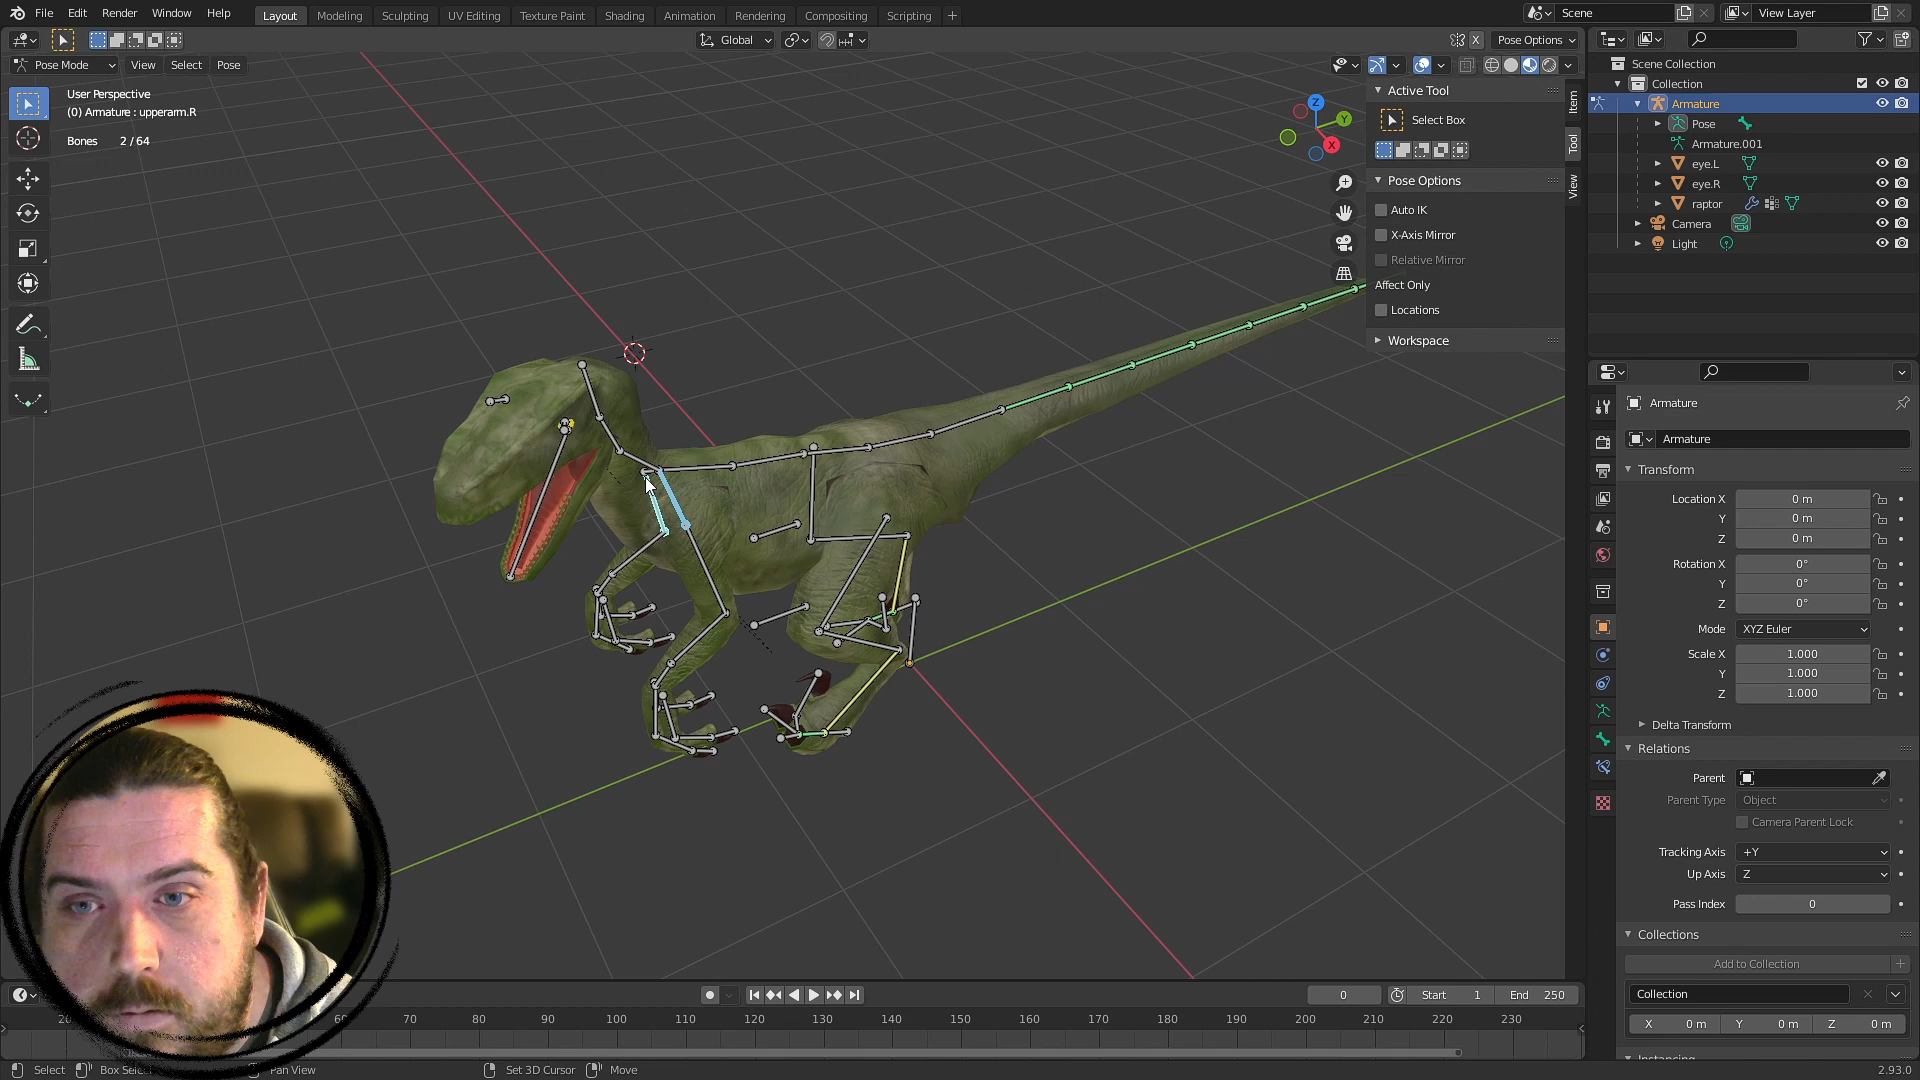 File Edit Render Window Help
Layout Modeling Sculpting UV Editing Texture Paint Shading Animation Rendering Compositing Scripting +
Scene
View Layer
Global
X
Pose Options
Pose Mode
View
Select
Pose
User Perspective
(0) Armature : upperarm.R
Bones 2 / 64
Z
Y
X
Active Tool
Select Box
Pose Options
Auto IK
X-Axis Mirror
Relative Mirror
Affect Only
Locations
Workspace
Item
Tool
View
Scene Collection
Collection
Armature
Pose
Armature.001
eye.L
eye.R
raptor
Camera
Light
Armature
Armature
Transform
Location X 0 m
Y 0 m
Z 0 m
Rotation X 0°
Y 0°
Z 0°
Mode XYZ Euler
Scale X 1.000
Y 1.000
Z 1.000
Delta Transform
Relations
Parent
Parent Type Object
Camera Parent Lock
Tracking Axis +Y
Up Axis Z
Pass Index 0
Collections
Add to Collection
Collection
X 0 m Y 0 m Z 0 m
0
Start 1
End 250
20 60 70 80 90 100 110 120 130 140 150 160 170 180 190 200 210 220 230
Select
Pan View
Set 3D Cursor
Move
2.93.0